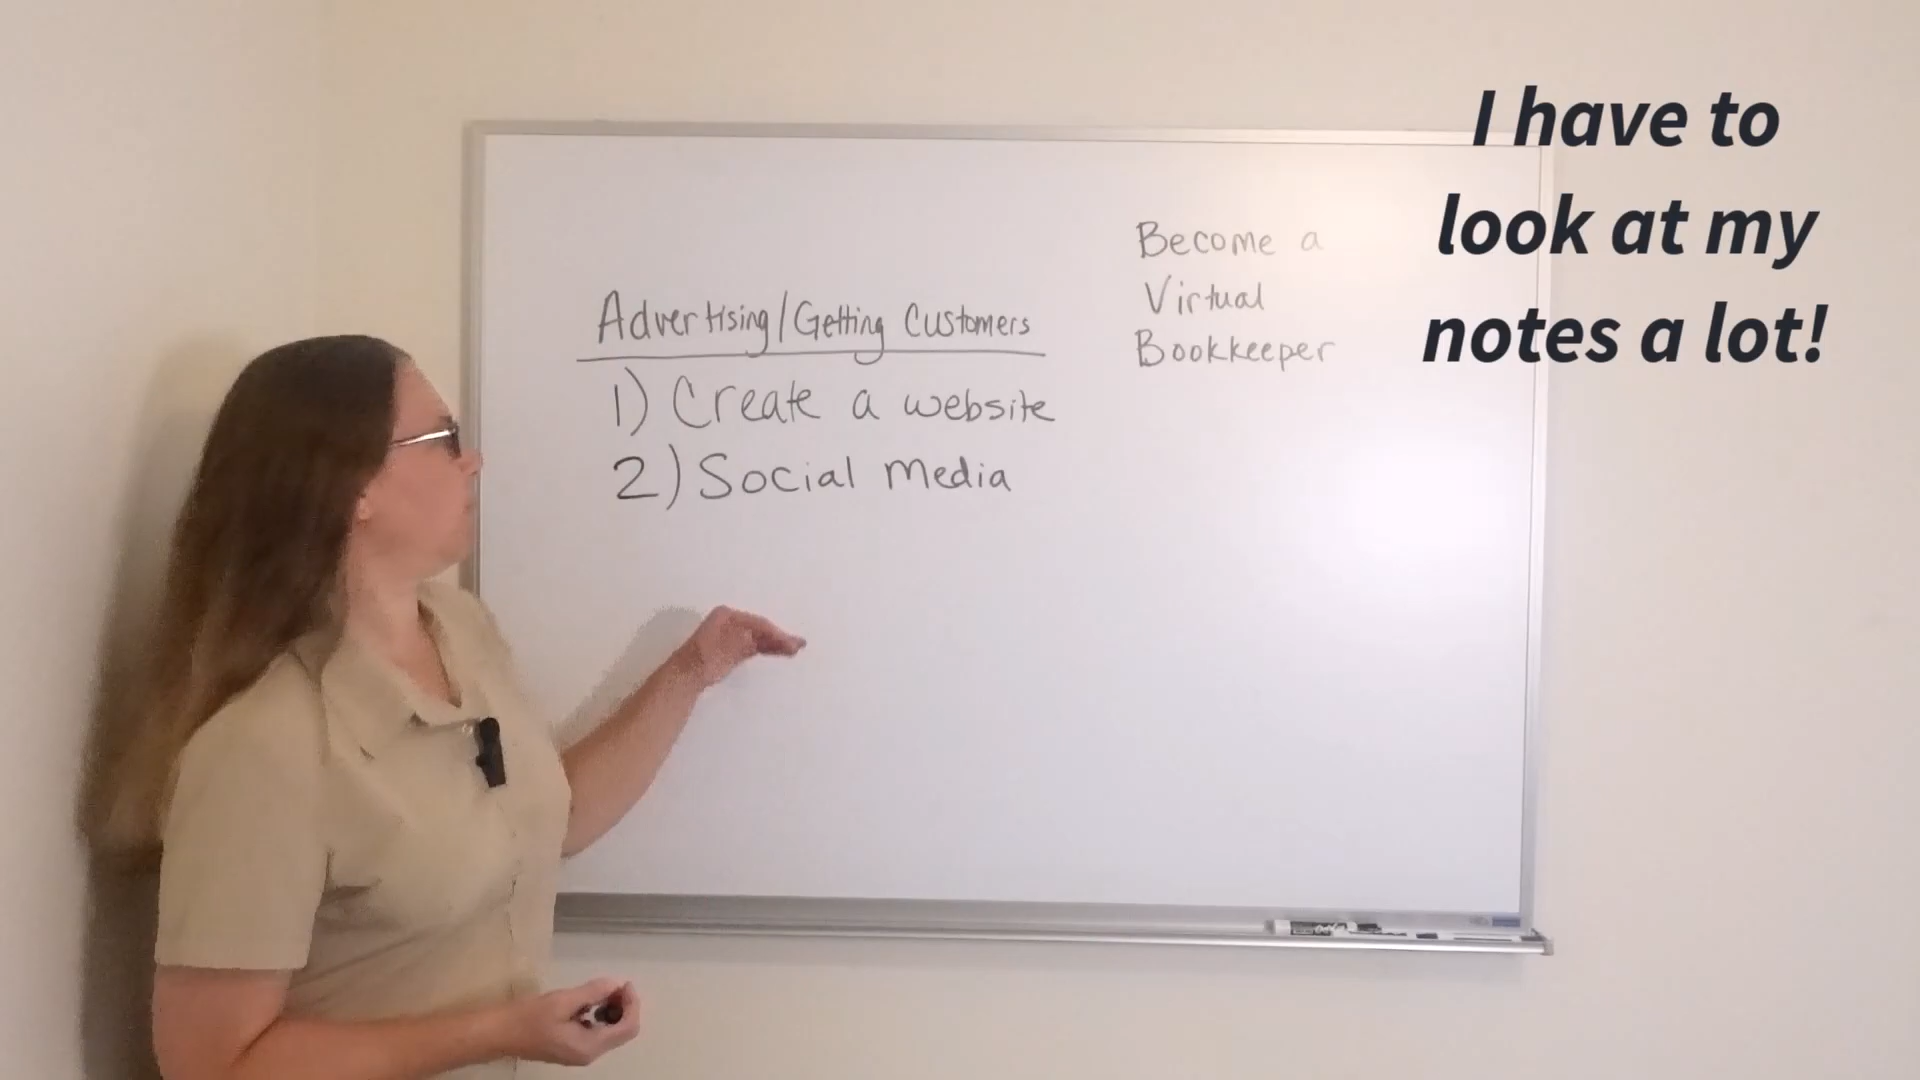 Advertising/Getting Customers
1) Create a website
2) Social Media
Become a
Virtual
Bookkeeper
I have to
look at my
notes a lot!